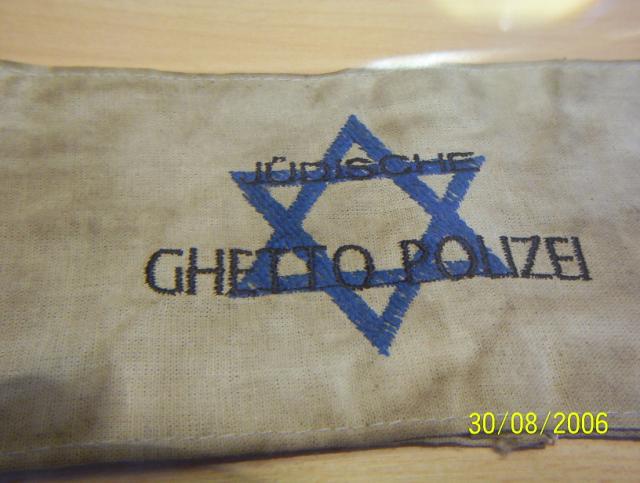 JÜDISCHE
GHETTO POLIZEI
30/08/2006